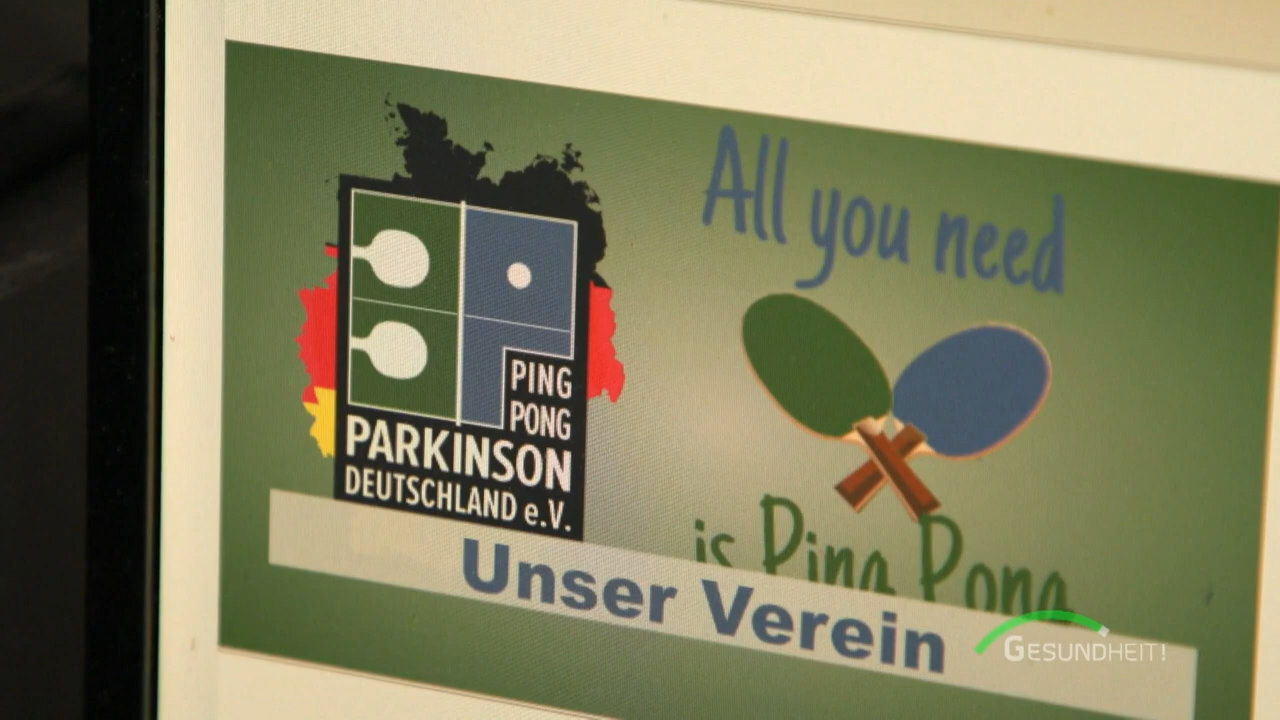 PING
PONG
PARKINSON
DEUTSCHLAND e.V.
All you need
is Ping Pong
Unser Verein
GESUNDHEIT!